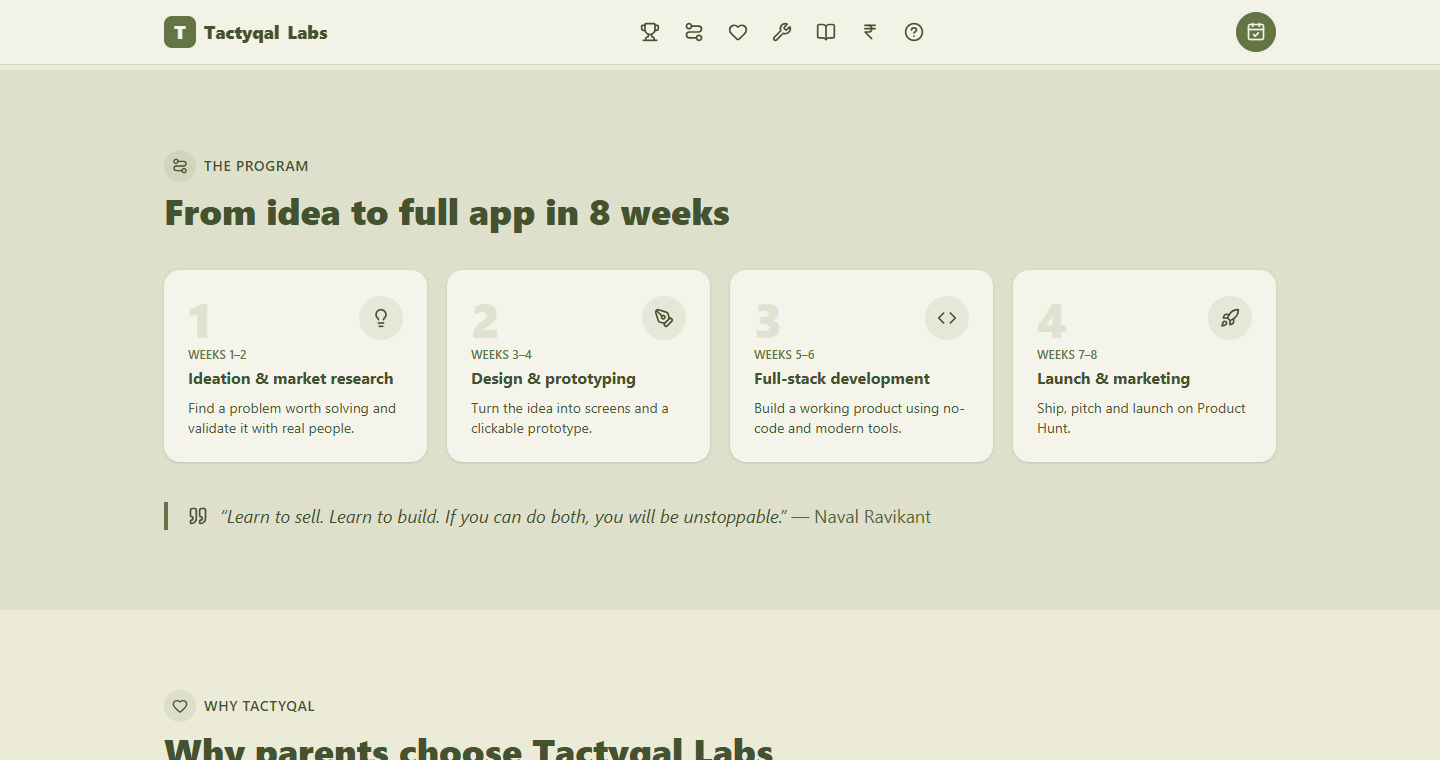 T Tactyqal Labs
₹
THE PROGRAM
From idea to full app in 8 weeks
1
WEEKS 1–2
Ideation & market research
Find a problem worth solving and
validate it with real people.
2
WEEKS 3–4
Design & prototyping
Turn the idea into screens and a
clickable prototype.
3
WEEKS 5–6
Full-stack development
Build a working product using no-
code and modern tools.
4
WEEKS 7–8
Launch & marketing
Ship, pitch and launch on Product
Hunt.
“Learn to sell. Learn to build. If you can do both, you will be unstoppable.” — Naval Ravikant
WHY TACTYQAL
Why parents choose Tactyqal Labs